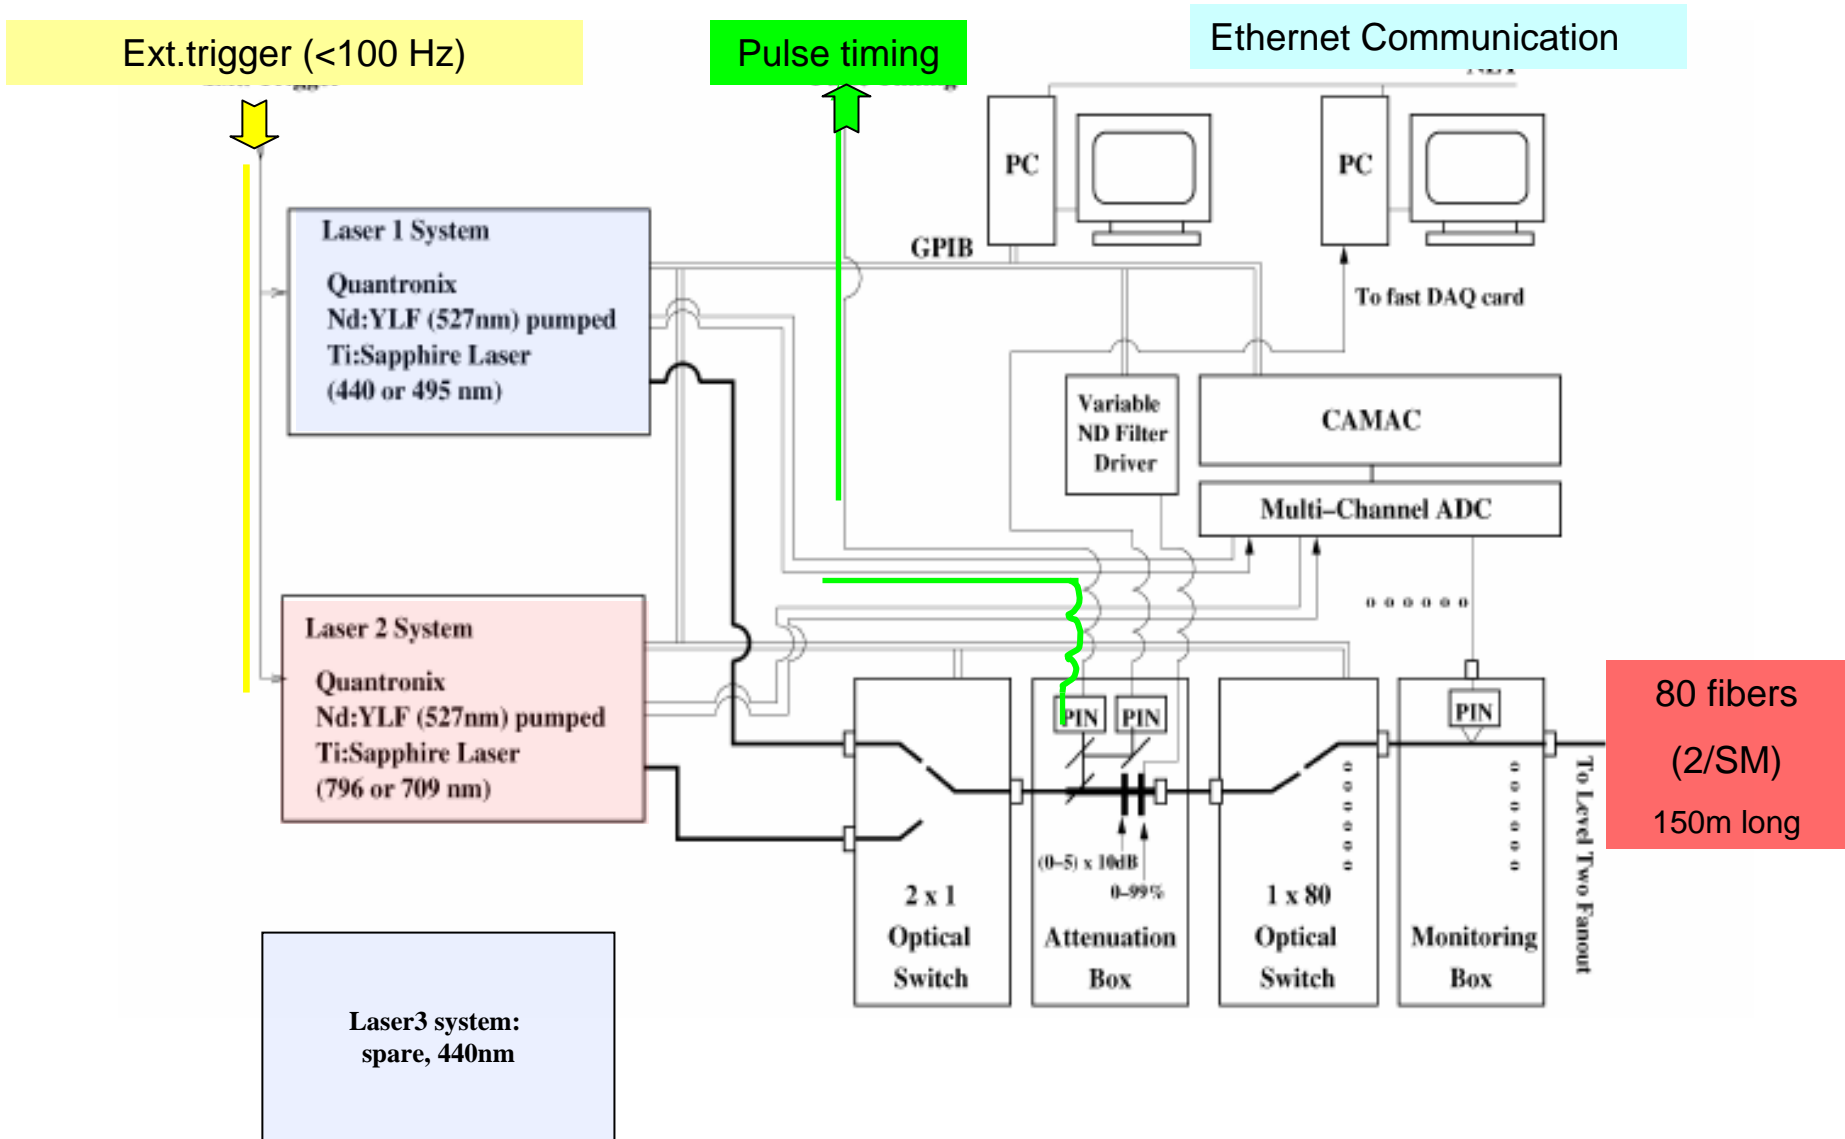 Ext.trigger (<100 Hz)
Pulse timing
Ethernet Communication
PC
PC
GPIB
To fast DAQ card
Laser 1 System
Quantronix
Nd:YLF (527nm) pumped
Ti:Sapphire Laser
(440 or 495 nm)
Variable
ND Filter
Driver
CAMAC
Multi–Channel ADC
Laser 2 System
Quantronix
Nd:YLF (527nm) pumped
Ti:Sapphire Laser
(796 or 709 nm)
PIN
PIN
PIN
80 fibers
(2/SM)
150m long
(0–5) x 10dB
0–99%
2 x 1
Optical
Switch
Attenuation
Box
1 x 80
Optical
Switch
Monitoring
Box
To Level Two Fanout
Laser3 system:
spare, 440nm